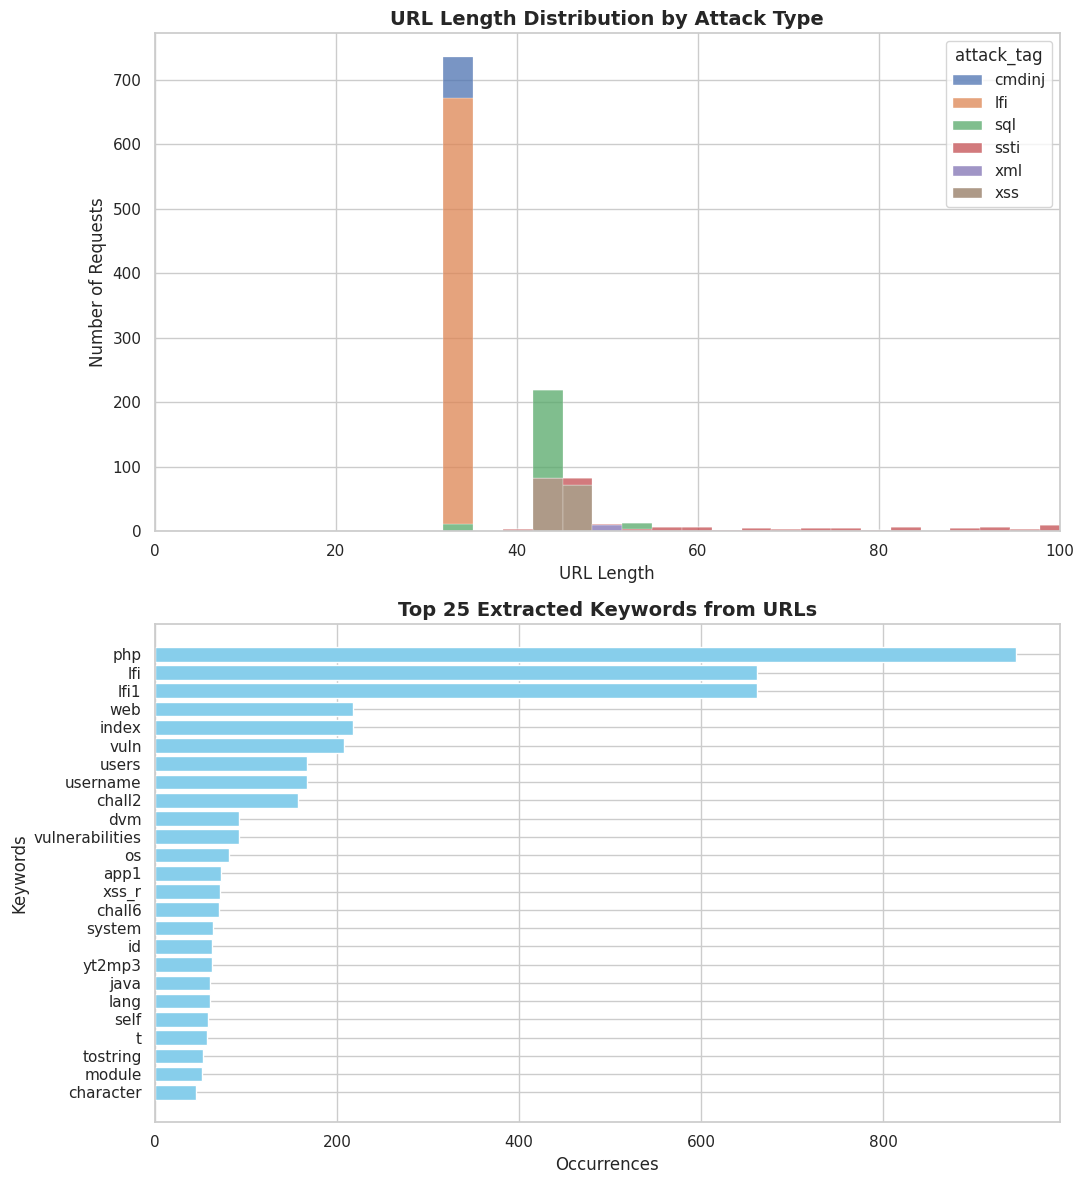 URL Length Distribution by Attack Type
attack_tag
cmdinj
lfi
sql
ssti
xml
xss
Number of Requests
700
600
500
400
300
200
100
0
0 20 40 60 80 100
URL Length
Top 25 Extracted Keywords from URLs
Keywords
php
lfi
lfi1
web
index
vuln
users
username
chall2
dvm
vulnerabilities
os
app1
xss_r
chall6
system
id
yt2mp3
java
lang
self
t
tostring
module
character
0 200 400 600 800
Occurrences